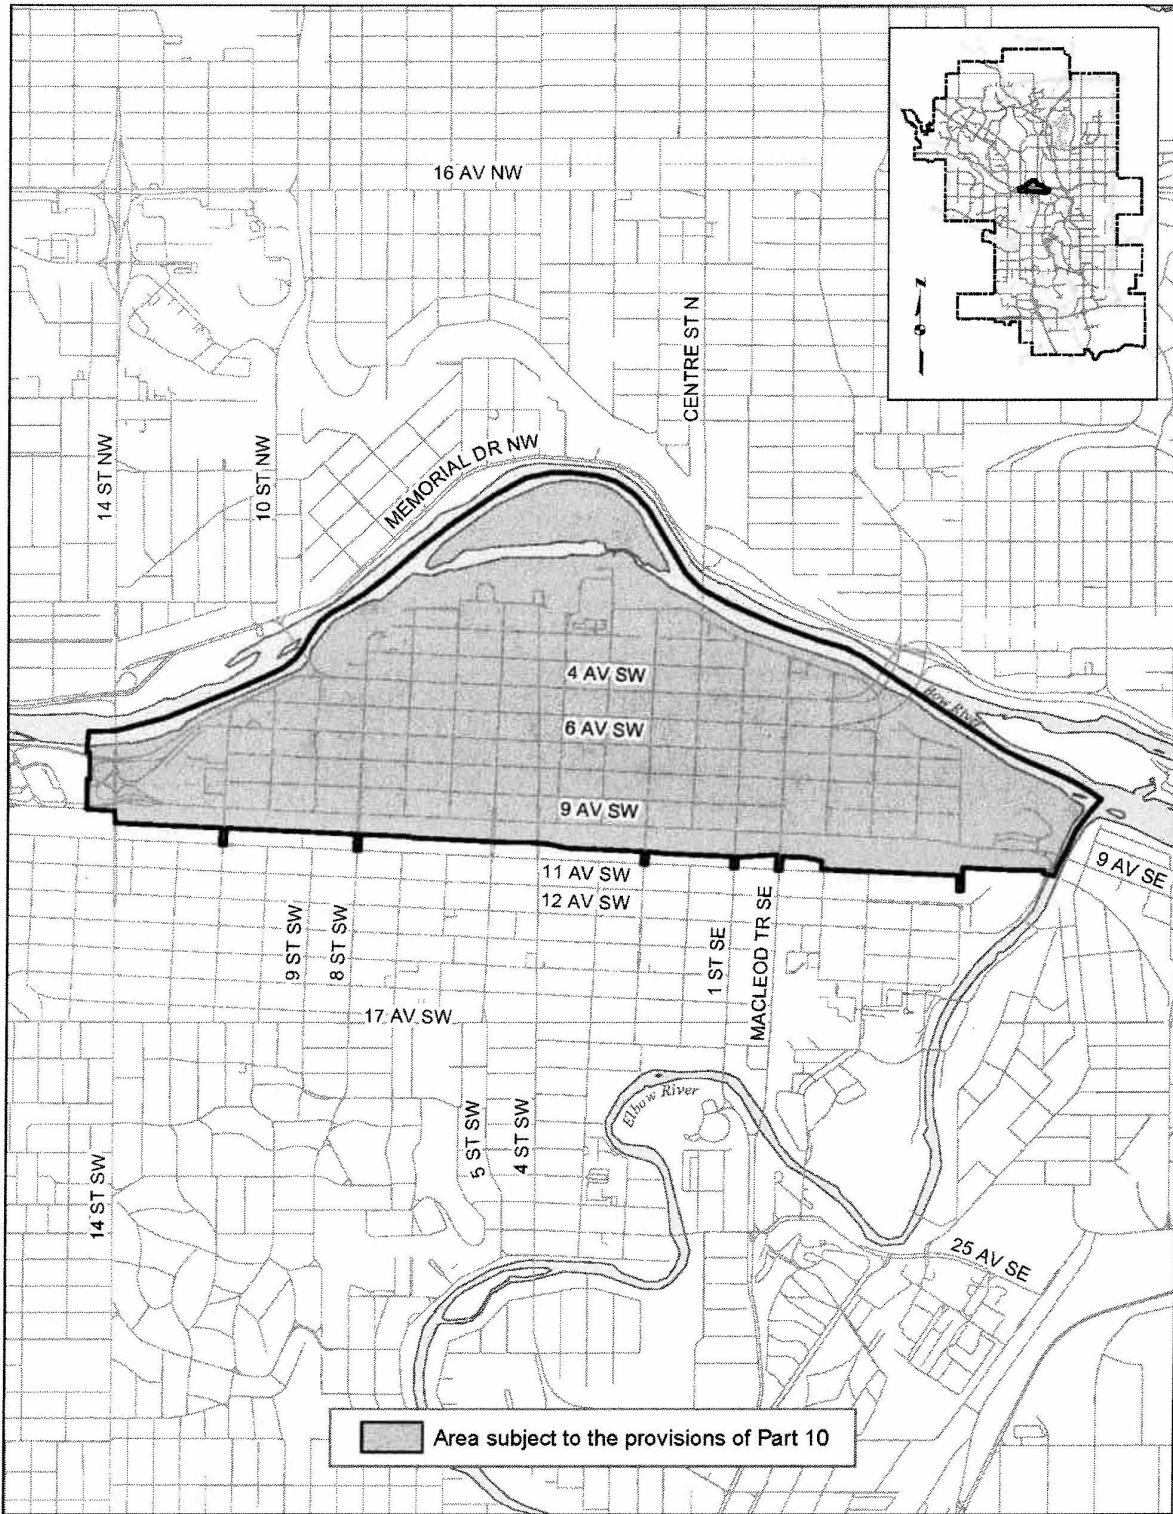 16 AV NW
N
CENTRE ST N
14 ST NW
10 ST NW
MEMORIAL DR NW
4 AV SW
6 AV SW
Bow River
9 AV SW
11 AV SW
9 AV SE
12 AV SW
9 ST SW
8 ST SW
1 ST SE
MACLEOD TR SE
17 AV SW
Elbow River
5 ST SW
4 ST SW
14 ST SW
25 AV SE
Area subject to the provisions of Part 10